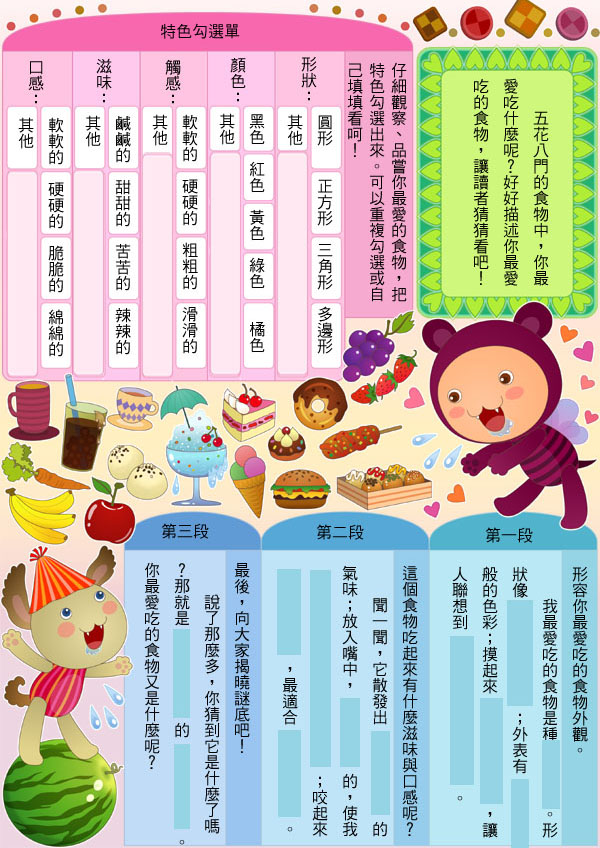 五花八門的食物中，你最
愛吃什麼呢？好好描述你最愛
吃的食物，讓讀者猜猜看吧！
仔細觀察、品嘗你最愛的食物，把
特色勾選出來。可以重複勾選或自
己填填看呵！
特色勾選單
形狀：
圓形 正方形 三角形 多邊形
其他
顏色：
黑色 紅色 黃色 綠色 橘色
其他
觸感：
軟軟的 硬硬的 粗粗的 滑滑的
其他
滋味：
鹹鹹的 甜甜的 苦苦的 辣辣的
其他
口感：
軟軟的 硬硬的 脆脆的 綿綿的
其他
第一段
形容你最愛吃的食物外觀。
我最愛吃的食物是種 。形
狀像 ；外表有
般的色彩；摸起來 ，讓
人聯想到 。
第二段
這個食物吃起來有什麼滋味與口感呢？
聞一聞，它散發出 的
氣味；放入嘴中， 的，使我
；咬起來
，最適合 。
第三段
最後，向大家揭曉謎底吧！
說了那麼多，你猜到它是什麼了嗎
？那就是 的 。
你最愛吃的食物又是什麼呢？